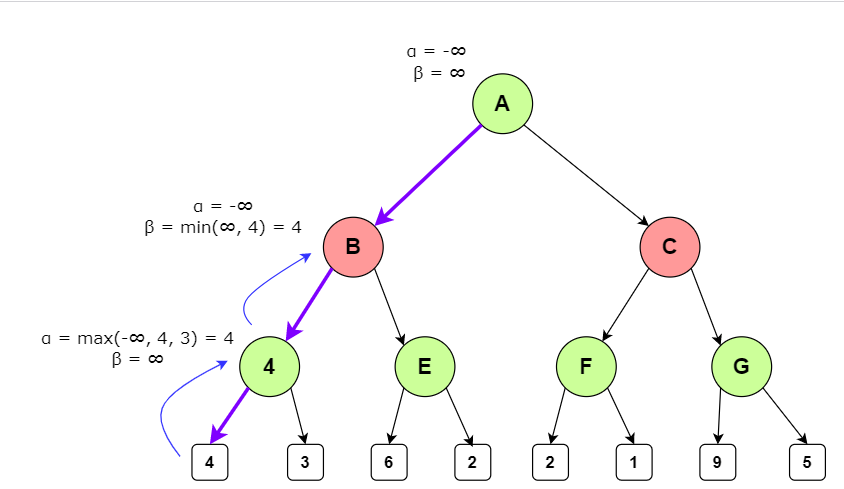 ɑ = -∞
β = ∞
A
ɑ = -∞
β = min(∞, 4) = 4
B
C
ɑ = max(-∞, 4, 3) = 4
β = ∞
4
E
F
G
4
3
6
2
2
1
9
5